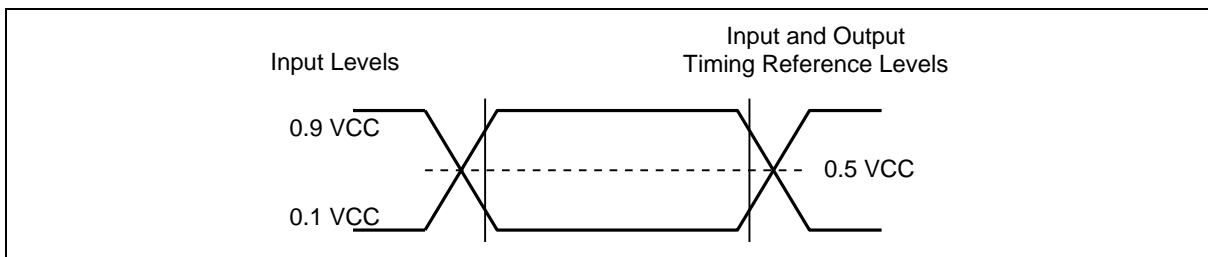 Input Levels
Input and Output
Timing Reference Levels
0.9 VCC
0.5 VCC
0.1 VCC